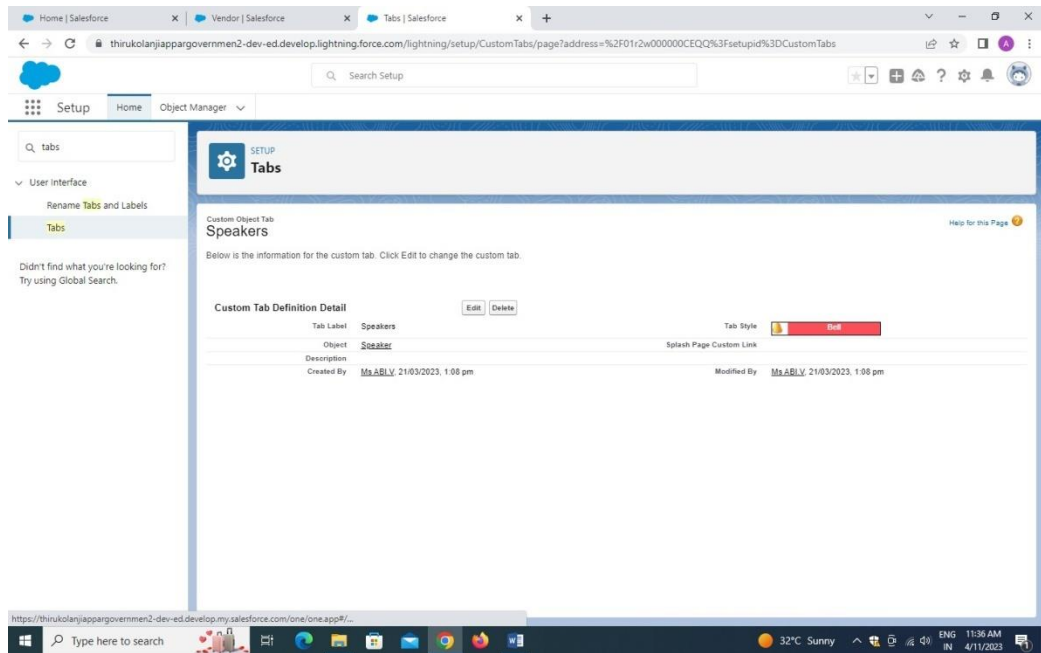 Home | Salesforce
Vendor | Salesforce
Tabs | Salesforce
thirukolanjiappargovernmen2-dev-ed.develop.lightning.force.com/lightning/setup/CustomTabs/page?address=%2F01r2w000000CEQQ%3Fsetupid%3DCustomTabs
A
Search Setup
Setup Home Object Manager
tabs
User Interface
Rename Tabs and Labels
Tabs
Didn't find what you're looking for?
Try using Global Search.
SETUP
Tabs
Custom Object Tab
Speakers
Help for this Page
Below is the information for the custom tab. Click Edit to change the custom tab.
Custom Tab Definition Detail Edit Delete
Tab Label Speakers Tab Style Bell
Object Speaker Splash Page Custom Link
Description
Created By Ms ABI.V, 21/03/2023, 1:08 pm Modified By Ms ABI.V, 21/03/2023, 1:08 pm
https://thirukolanjiappargovernmen2-dev-ed.develop.my.salesforce.com/one/one.app#/...
Type here to search
32°C Sunny
ENG 11:36 AM
IN 4/11/2023